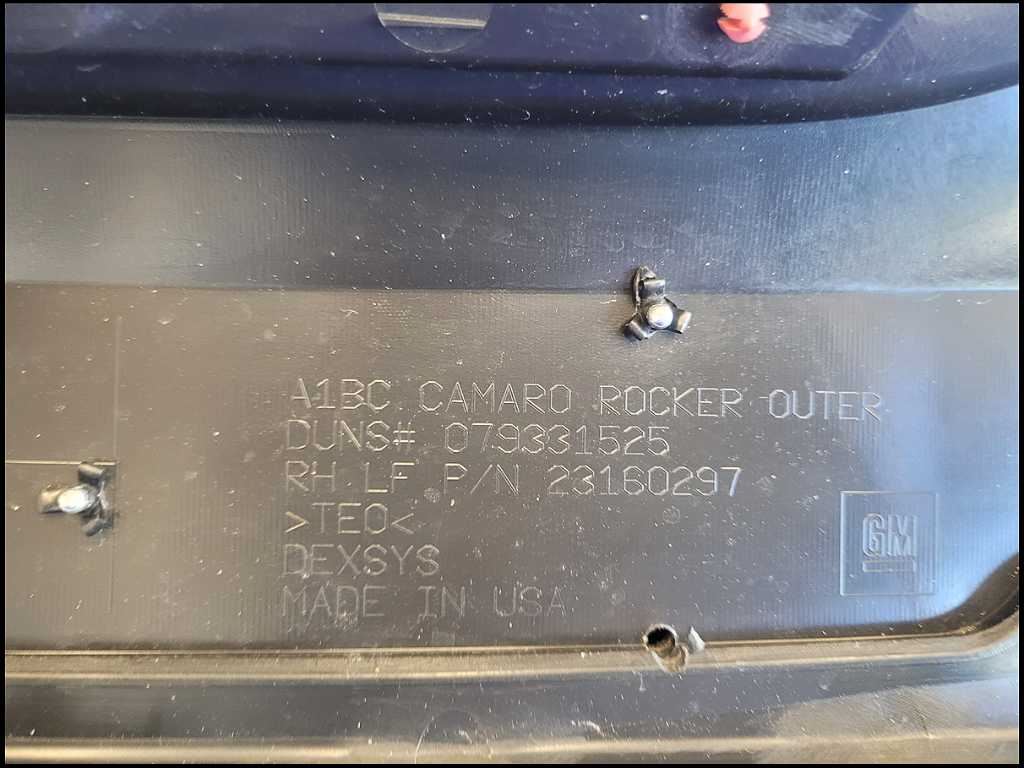 A1BC CAMARO ROCKER OUTER
DUNS# 079331525
RH LF P/N 23160297
>TEO<
DEXSYS
MADE IN USA
GM